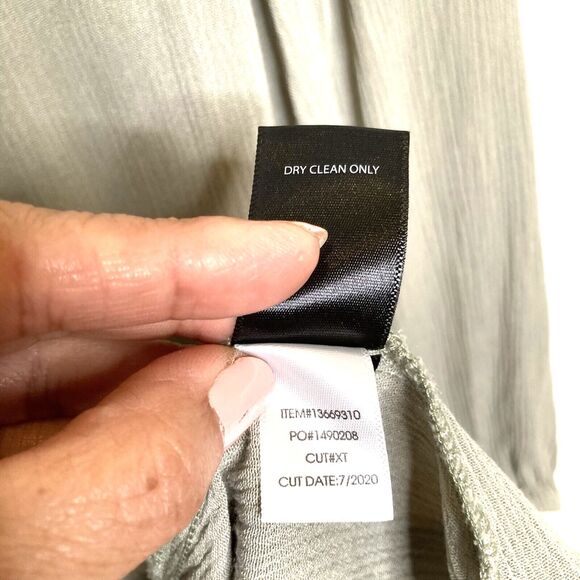 DRY CLEAN ONLY
ITEM#13669310
PO#1490208
CUT#XT
CUT DATE:7/2020